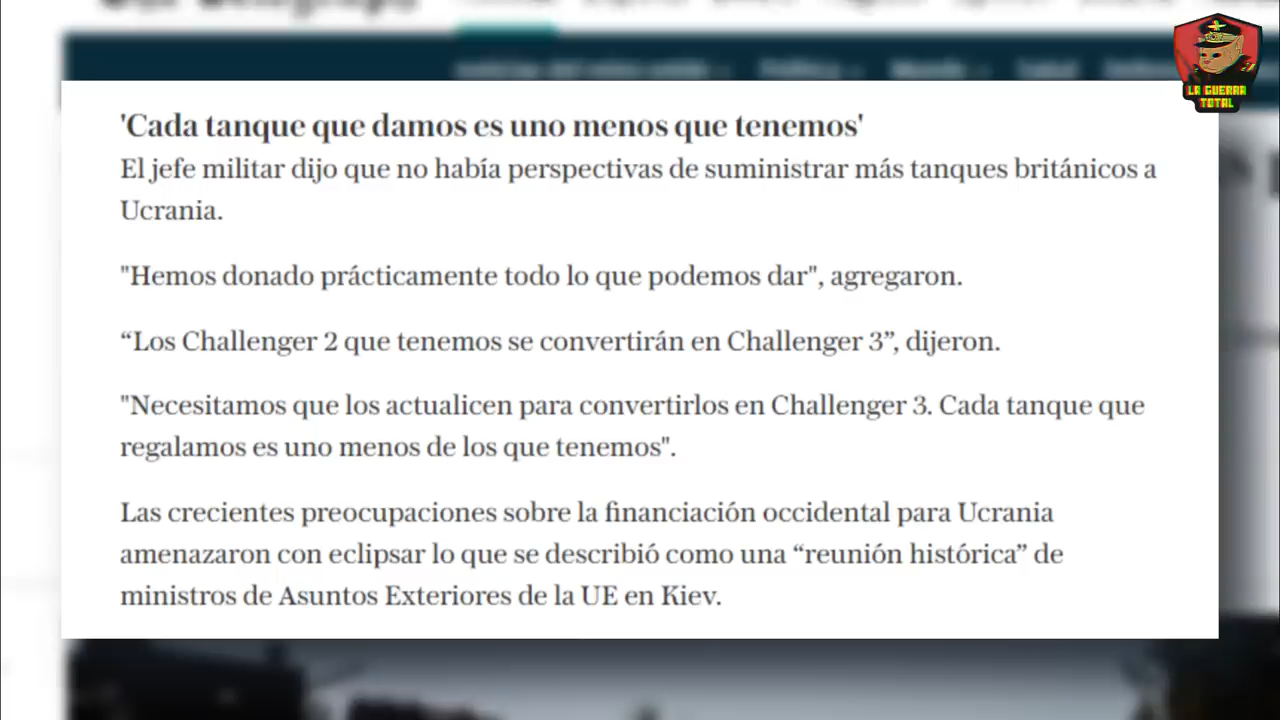 LA GUERRA
TOTAL
'Cada tanque que damos es uno menos que tenemos'
El jefe militar dijo que no había perspectivas de suministrar más tanques británicos a
Ucrania.
"Hemos donado prácticamente todo lo que podemos dar", agregaron.
“Los Challenger 2 que tenemos se convertirán en Challenger 3”, dijeron.
"Necesitamos que los actualicen para convertirlos en Challenger 3. Cada tanque que
regalamos es uno menos de los que tenemos".
Las crecientes preocupaciones sobre la financiación occidental para Ucrania
amenazaron con eclipsar lo que se describió como una “reunión histórica” de
ministros de Asuntos Exteriores de la UE en Kiev.